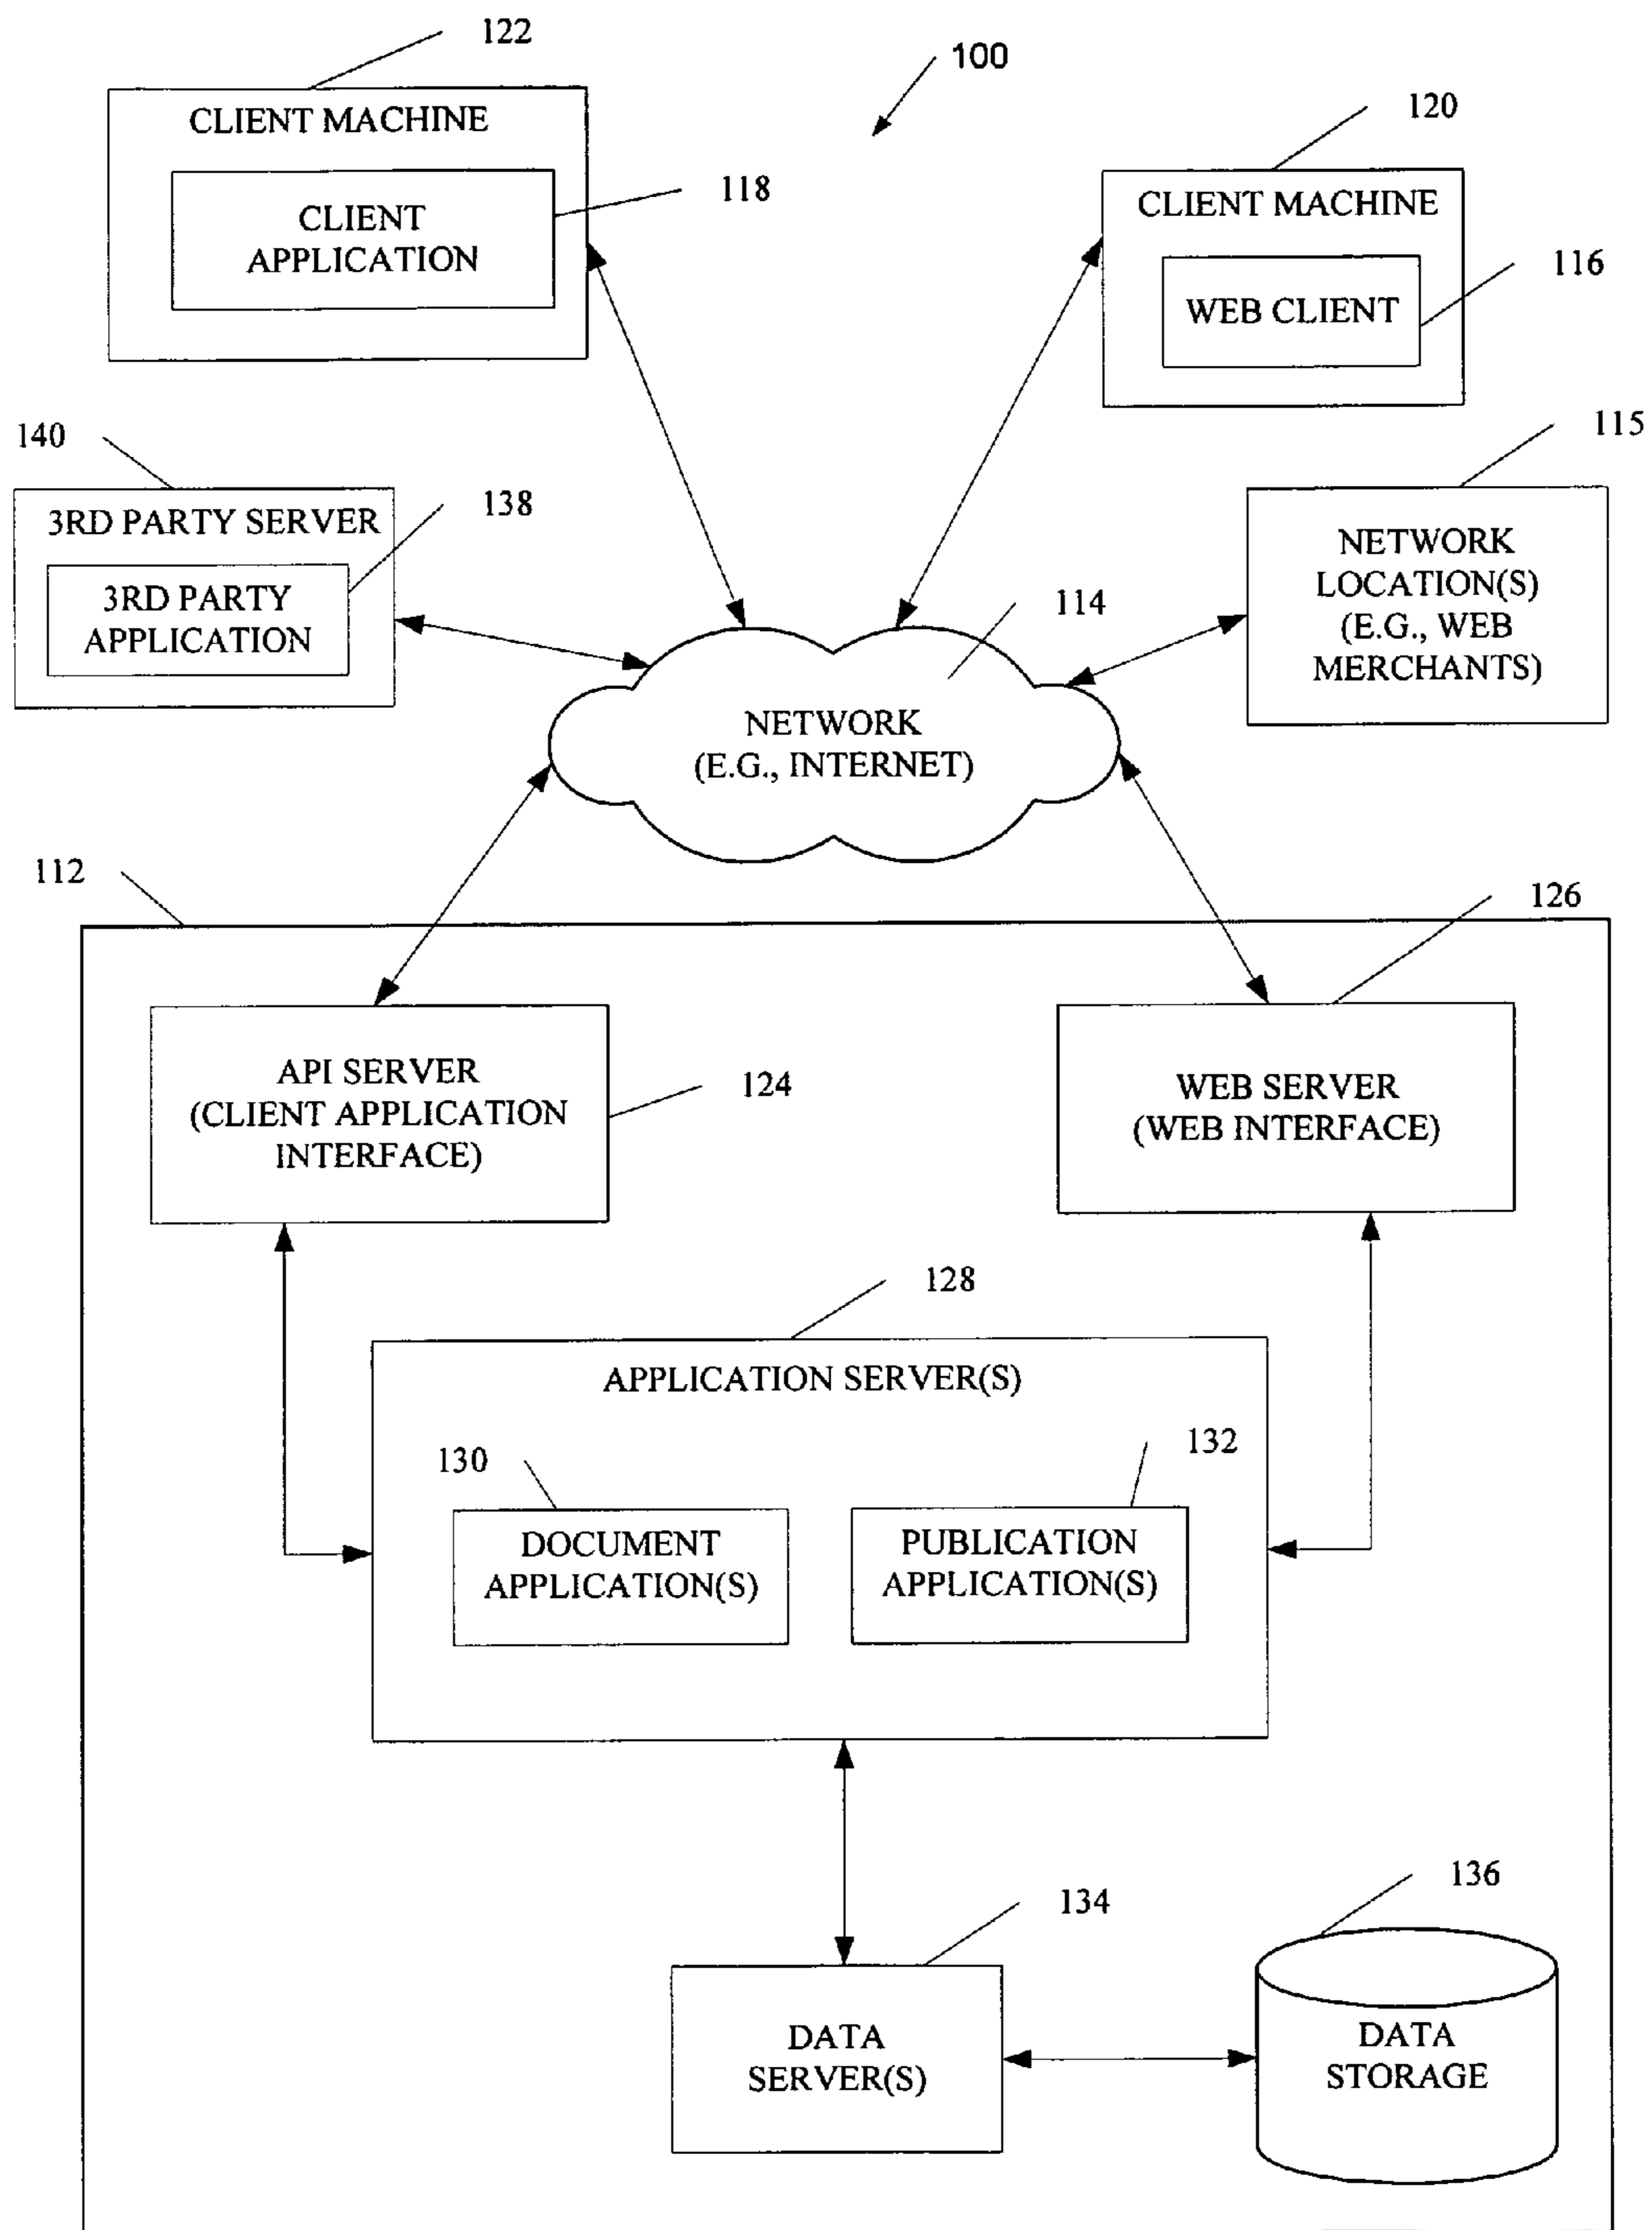 122
100
CLIENT MACHINE
120
118
CLIENT
APPLICATION
CLIENT MACHINE
116
WEB CLIENT
140
115
3RD PARTY SERVER
138
3RD PARTY
APPLICATION
NETWORK
LOCATION(S)
(E.G., WEB
MERCHANTS)
114
NETWORK
(E.G., INTERNET)
112
126
API SERVER
(CLIENT APPLICATION
INTERFACE)
124
WEB SERVER
(WEB INTERFACE)
128
APPLICATION SERVER(S)
130
132
DOCUMENT
APPLICATION(S)
PUBLICATION
APPLICATION(S)
134
136
DATA
SERVER(S)
DATA
STORAGE